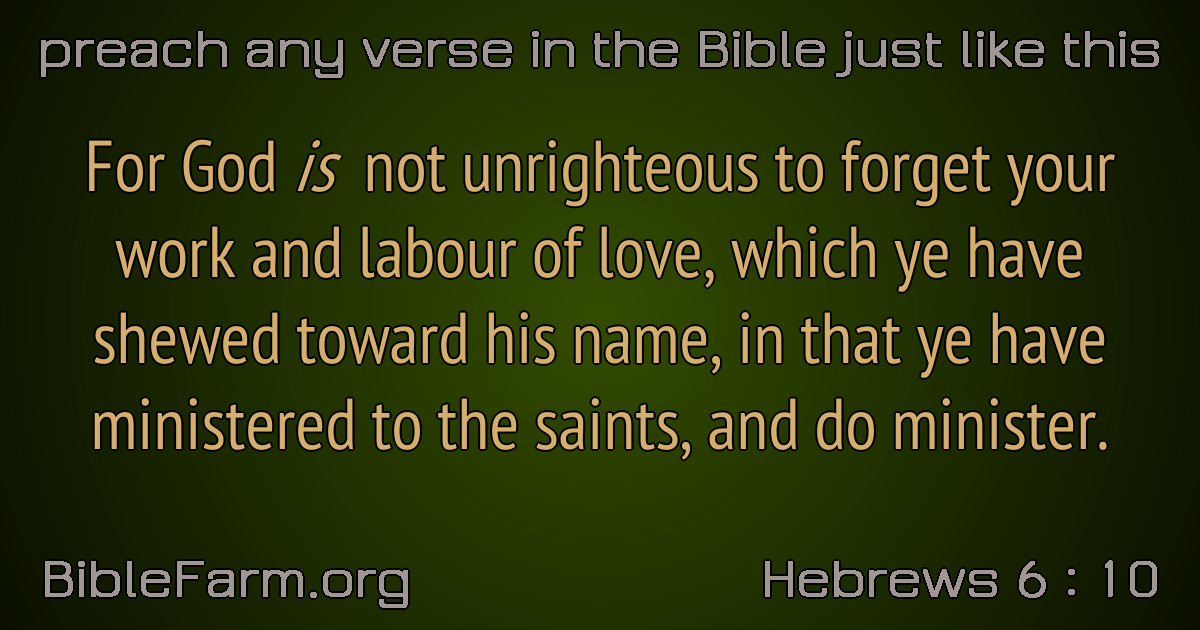 preach any verse in the Bible just like this
For God is not unrighteous to forget your
work and labour of love, which ye have
shewed toward his name, in that ye have
ministered to the saints, and do minister.
BibleFarm.org
Hebrews 6 : 10